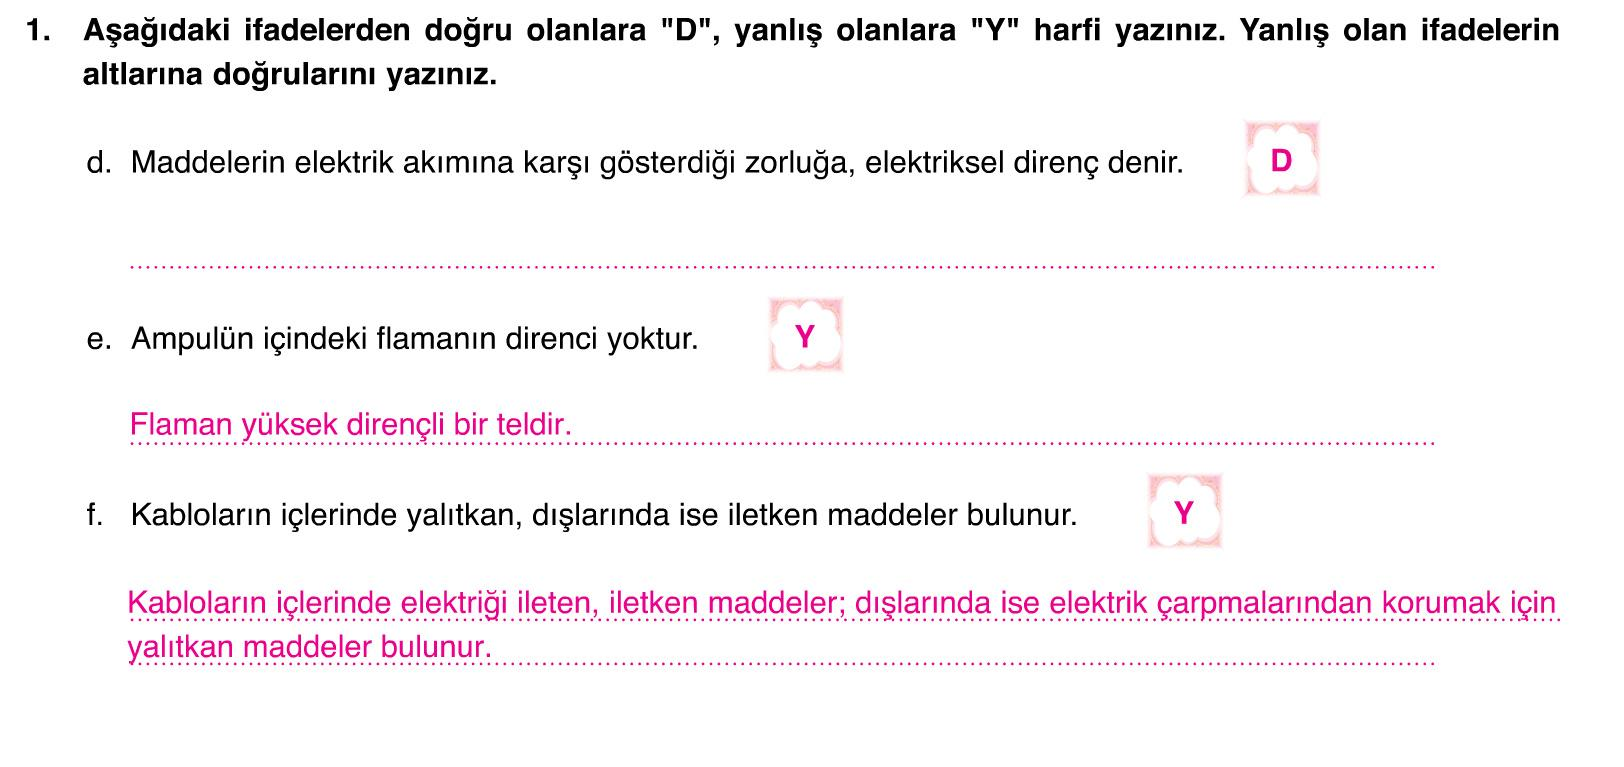 1. Aşağıdaki ifadelerden doğru olanlara "D", yanlış olanlara "Y" harfi yazınız. Yanlış olan ifadelerin
altlarına doğrularını yazınız.
d. Maddelerin elektrik akımına karşı gösterdiği zorluğa, elektriksel direnç denir. D
e. Ampulün içindeki flamanın direnci yoktur. Y
Flaman yüksek dirençli bir teldir.
f. Kabloların içlerinde yalıtkan, dışlarında ise iletken maddeler bulunur. Y
Kabloların içlerinde elektriği ileten, iletken maddeler; dışlarında ise elektrik çarpmalarından korumak için
yalıtkan maddeler bulunur.